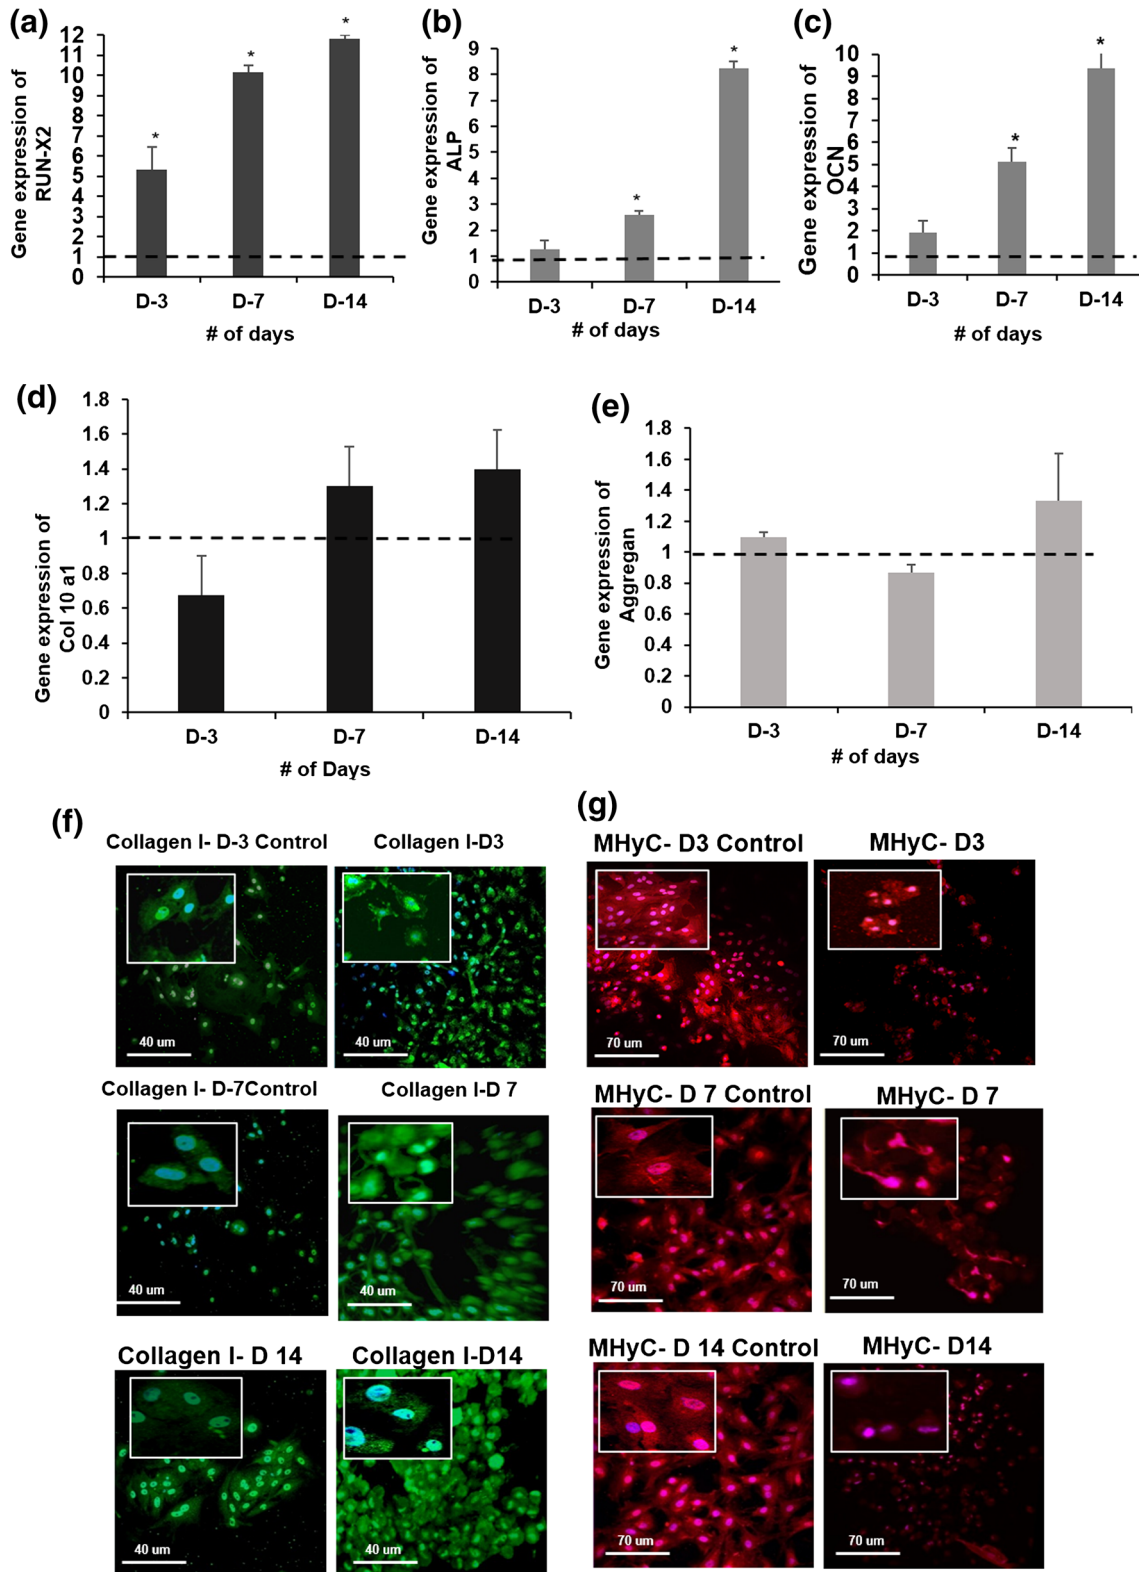 (a)
12
11
10
9
8
7
6
5
4
3
2
1
0
Gene expression of
RUN-X2
*
*
*
D-3 D-7 D-14
# of days
(b)
9
8
7
6
5
4
3
2
1
0
Gene expression of
ALP
*
*
D-3 D-7 D-14
# of days
(c)
10
9
8
7
6
5
4
3
2
1
0
Gene expression of
OCN
*
*
D-3 D-7 D-14
# of days
(d)
1.8
1.6
1.4
1.2
1
0.8
0.6
0.4
0.2
0
Gene expression of
Col 10 a1
D-3 D-7 D-14
# of Days
(e)
1.8
1.6
1.4
1.2
1
0.8
0.6
0.4
0.2
0
Gene expression of
Aggregan
D-3 D-7 D-14
# of days
(f)
Collagen I- D-3 Control
40 um
Collagen I-D3
40 um
Collagen I- D-7Control
40 um
Collagen I-D 7
40 um
Collagen I- D 14
40 um
Collagen I-D14
40 um
(g)
MHyC- D3 Control
70 um
MHyC- D3
70 um
MHyC- D 7 Control
70 um
MHyC- D 7
70 um
MHyC- D 14 Control
70 um
MHyC- D14
70 um